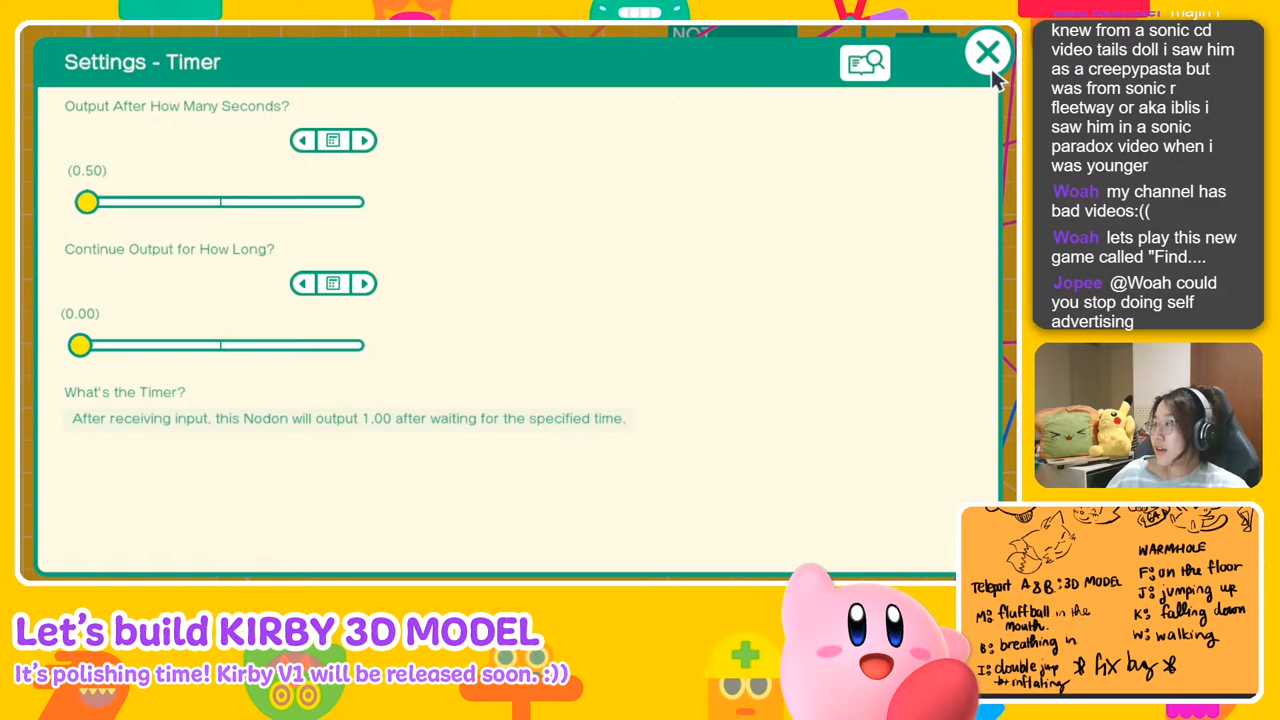 Settings - Timer
Output After How Many Seconds?
(0.50)
Continue Output for How Long?
(0.00)
What's the Timer?
After receiving input, this Nodon will output 1.00 after waiting for the specified time.
NOT
majin i
knew from a sonic cd
video tails doll i saw him
as a creepypasta but
was from sonic r
fleetway or aka iblis i
saw him in a sonic
paradox video when i
was younger
Woah my channel has
bad videos:((
Woah lets play this new
game called "Find....
Jopee @Woah could
you stop doing self
advertising
Let's build KIRBY 3D MODEL
It's polishing time! Kirby V1 will be released soon. :))
Teleport A&B: 3D MODEL
M: fluffball in the
mouth.
B: breathing in
I: double jump
inflating
WARMHOLE
F: on the floor
J: jumping up
K: falling down
W: walking
* fix bug *